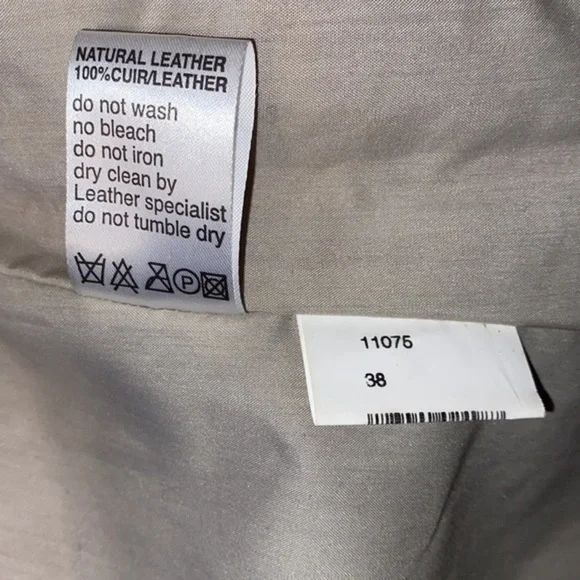 NATURAL LEATHER
100%CUIR/LEATHER
do not wash
no bleach
do not iron
dry clean by
Leather specialist
do not tumble dry
P
11075
38